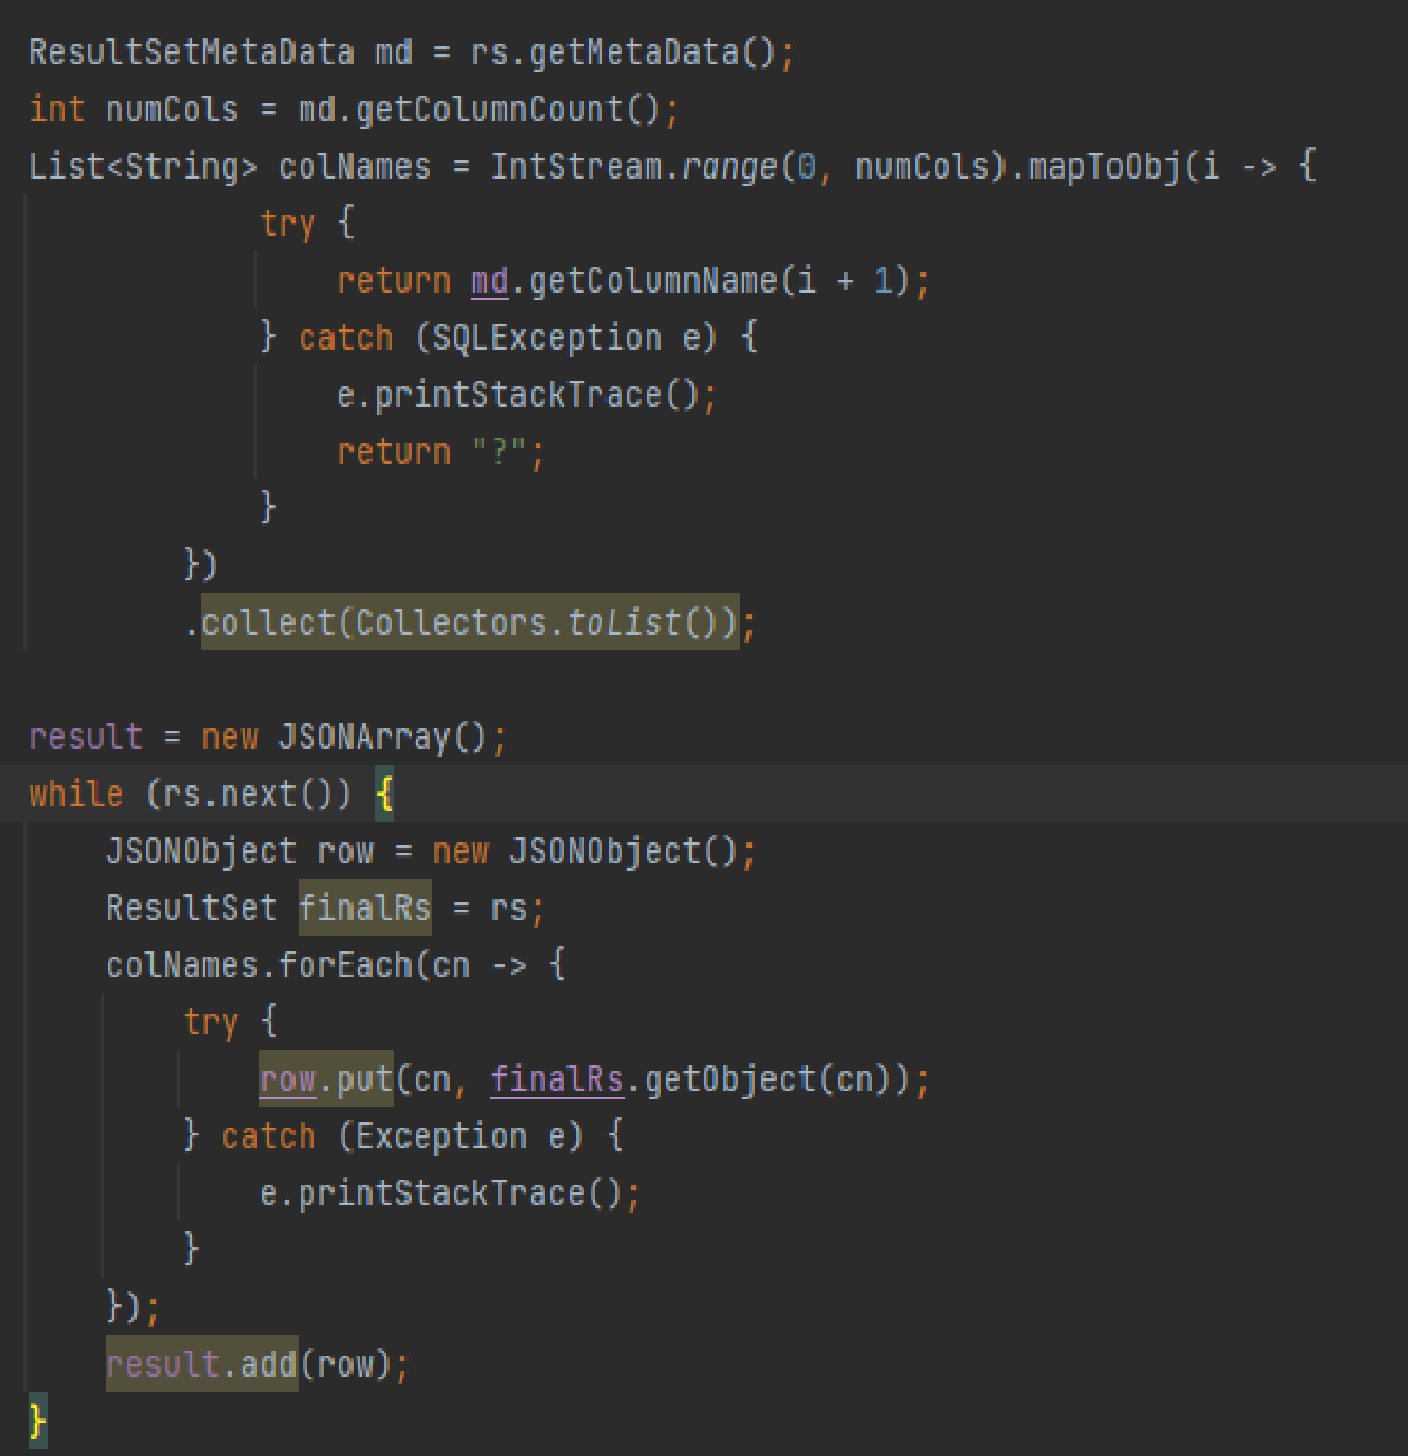 ResultSetMetaData md = rs.getMetaData();
int numCols = md.getColumnCount();
List<String> colNames = IntStream.range(0, numCols).mapToObj(i -> {
            try {
                return md.getColumnName(i + 1);
            } catch (SQLException e) {
                e.printStackTrace();
                return "?";
            }
        })
        .collect(Collectors.toList());

result = new JSONArray();
while (rs.next()) {
    JSONObject row = new JSONObject();
    ResultSet finalRs = rs;
    colNames.forEach(cn -> {
        try {
            row.put(cn, finalRs.getObject(cn));
        } catch (Exception e) {
            e.printStackTrace();
        }
    });
    result.add(row);
}